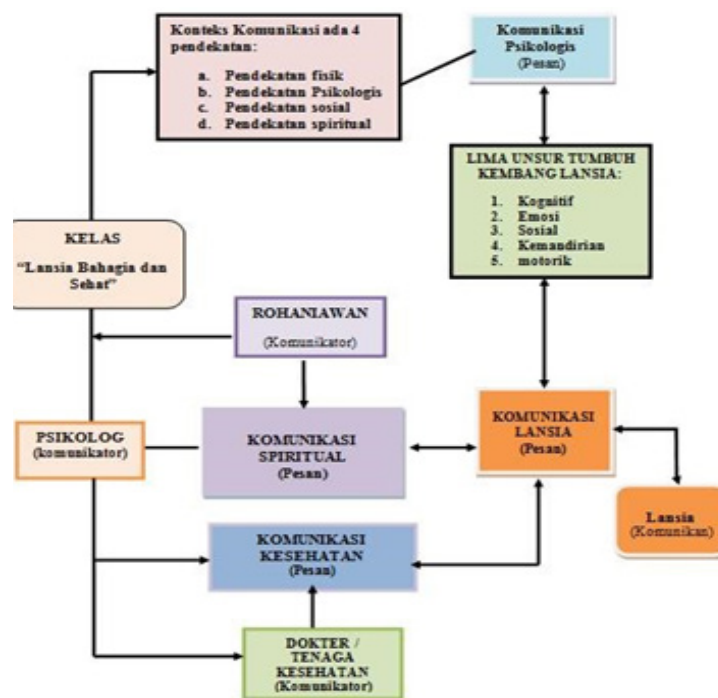 Konteks Komunikasi ada 4
pendekatan:
a. Pendekatan fisik
b. Pendekatan Psikologis
c. Pendekatan sosial
d. Pendekatan spiritual
Komunikasi
Psikologis
(Pesan)
LIMA UNSUR TUMBUH
KEMBANG LANSIA:
1. Kognitif
2. Emosi
3. Sosial
4. Kemandirian
5. motorik
KELAS
“Lansia Bahagia dan
Sehat”
ROHANIAWAN
(Komunikator)
PSIKOLOG
(komunikator)
KOMUNIKASI
SPIRITUAL
(Pesan)
KOMUNIKASI
LANSIA
(Pesan)
Lansia
(Komunikan)
KOMUNIKASI
KESEHATAN
(Pesan)
DOKTER /
TENAGA
KESEHATAN
(Komunikator)